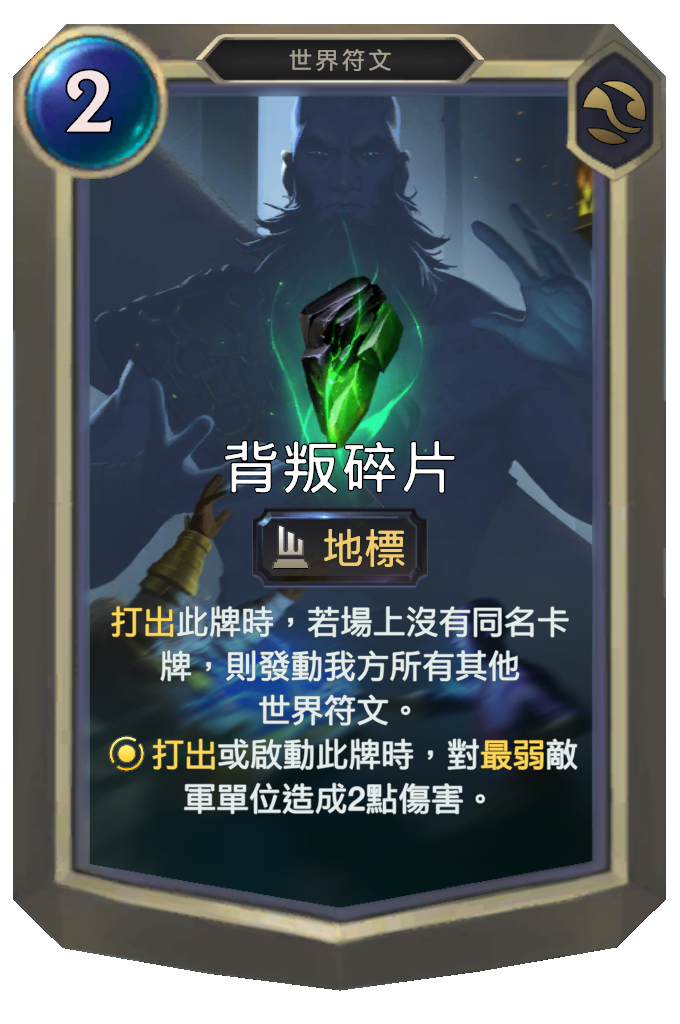 世界符文
2
背叛碎片
地標
打出此牌時，若場上沒有同名卡
牌，則發動我方所有其他
世界符文。
打出或啟動此牌時，對最弱敵
軍單位造成2點傷害。